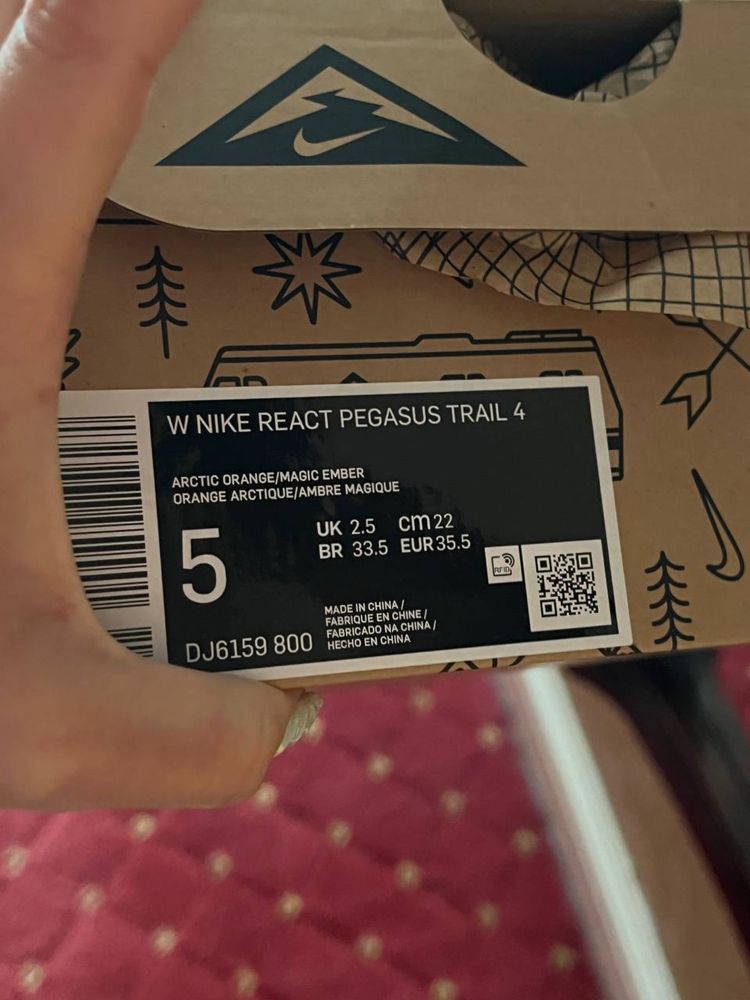 W NIKE REACT PEGASUS TRAIL 4
ARCTIC ORANGE/MAGIC EMBER
ORANGE ARCTIQUE/AMBRE MAGIQUE
5
UK 2.5 cm 22
BR 33.5 EUR 35.5
RFID
MADE IN CHINA /
FABRIQUE EN CHINE /
FABRICADO NA CHINA /
HECHO EN CHINA
DJ6159 800